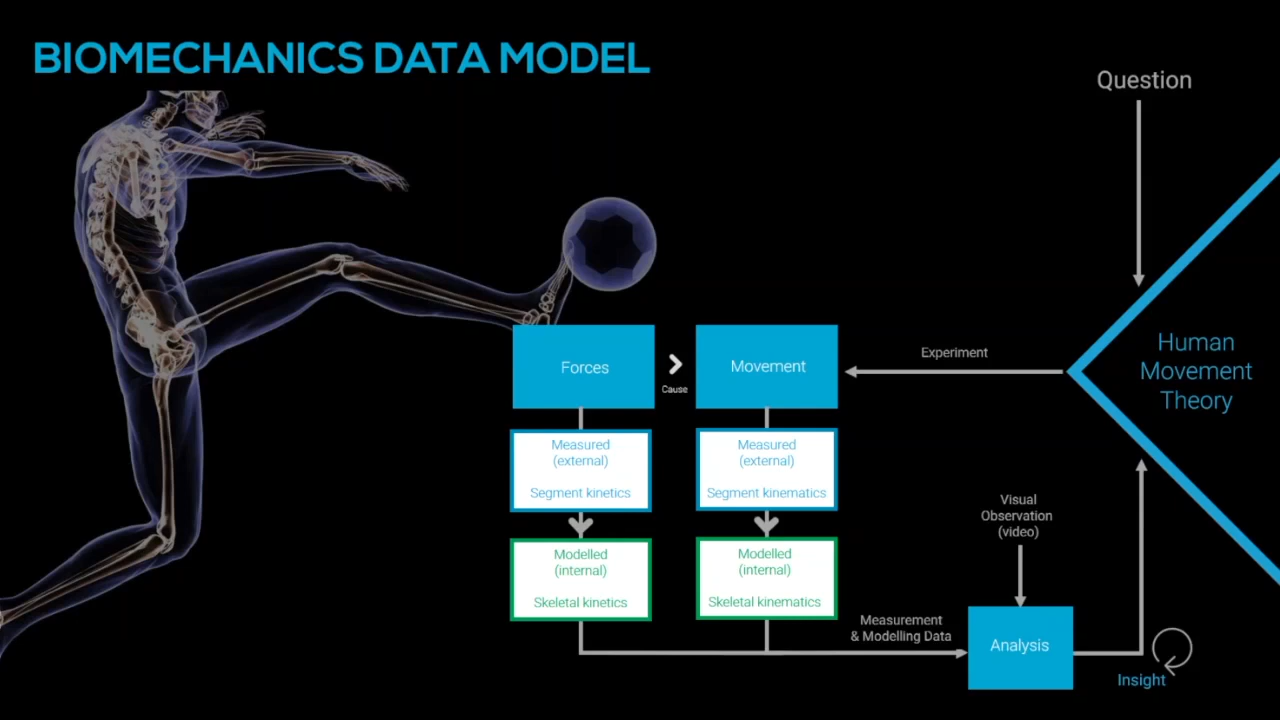 BIOMECHANICS DATA MODEL
Question
Human
Movement
Theory
Experiment
Forces
Cause
Movement
Measured
(external)
Segment kinetics
Measured
(external)
Segment kinematics
Modelled
(internal)
Skeletal kinetics
Modelled
(internal)
Skeletal kinematics
Measurement
& Modelling Data
Visual
Observation
(video)
Analysis
Insight